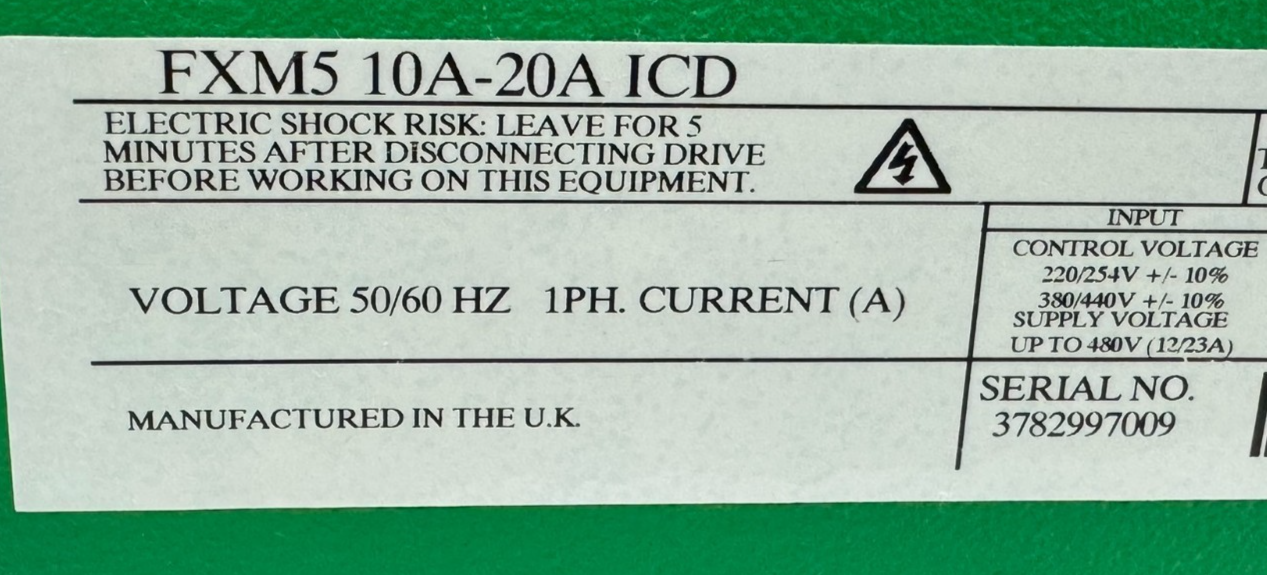 FXM5 10A-20A ICD
ELECTRIC SHOCK RISK: LEAVE FOR 5
MINUTES AFTER DISCONNECTING DRIVE
BEFORE WORKING ON THIS EQUIPMENT.
VOLTAGE 50/60 HZ 1PH. CURRENT (A)
INPUT
CONTROL VOLTAGE
220/254V +/- 10%
380/440V +/- 10%
SUPPLY VOLTAGE
UP TO 480V (12/23A)
MANUFACTURED IN THE U.K.
SERIAL NO.
3782997009